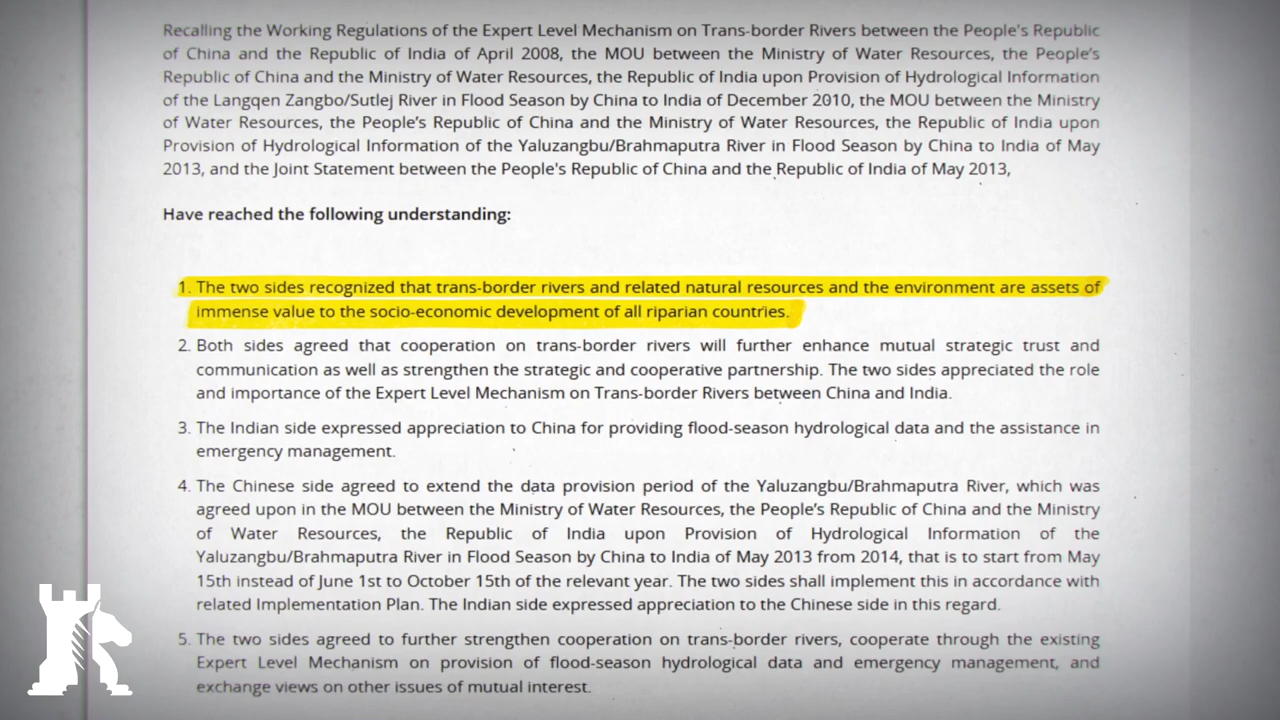 Recalling the Working Regulations of the Expert Level Mechanism on Trans-border Rivers between the People's Republic
of China and the Republic of India of April 2008, the MOU between the Ministry of Water Resources, the People's
Republic of China and the Ministry of Water Resources, the Republic of India upon Provision of Hydrological Information
of the Langqen Zangbo/Sutlej River in Flood Season by China to India of December 2010, the MOU between the Ministry
of Water Resources, the People's Republic of China and the Ministry of Water Resources, the Republic of India upon
Provision of Hydrological Information of the Yaluzangbu/Brahmaputra River in Flood Season by China to India of May
2013, and the Joint Statement between the People's Republic of China and the Republic of India of May 2013,
Have reached the following understanding:
1. The two sides recognized that trans-border rivers and related natural resources and the environment are assets of
immense value to the socio-economic development of all riparian countries.
2. Both sides agreed that cooperation on trans-border rivers will further enhance mutual strategic trust and
communication as well as strengthen the strategic and cooperative partnership. The two sides appreciated the role
and importance of the Expert Level Mechanism on Trans-border Rivers between China and India.
3. The Indian side expressed appreciation to China for providing flood-season hydrological data and the assistance in
emergency management.
4. The Chinese side agreed to extend the data provision period of the Yaluzangbu/Brahmaputra River, which was
agreed upon in the MOU between the Ministry of Water Resources, the People's Republic of China and the Ministry
of Water Resources, the Republic of India upon Provision of Hydrological Information of the
Yaluzangbu/Brahmaputra River in Flood Season by China to India of May 2013 from 2014, that is to start from May
15th instead of June 1st to October 15th of the relevant year. The two sides shall implement this in accordance with
related Implementation Plan. The Indian side expressed appreciation to the Chinese side in this regard.
5. The two sides agreed to further strengthen cooperation on trans-border rivers, cooperate through the existing
Expert Level Mechanism on provision of flood-season hydrological data and emergency management, and
exchange views on other issues of mutual interest.